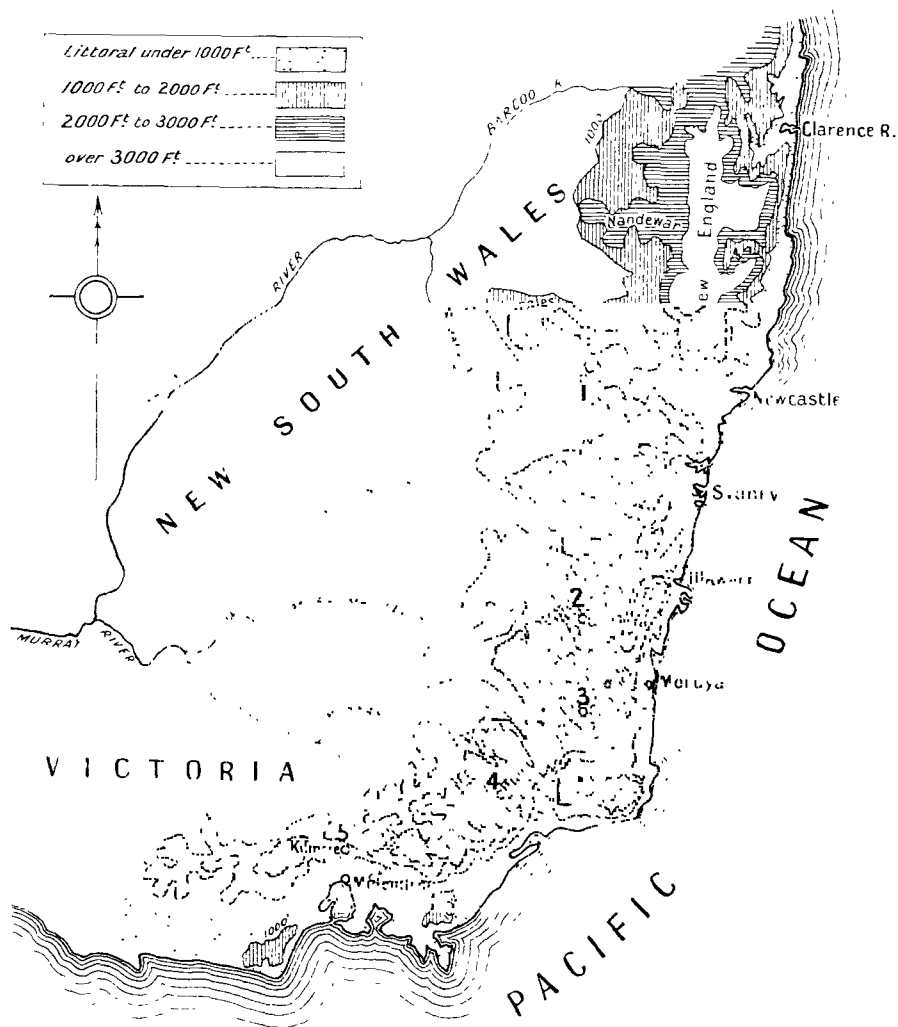 Littoral under 1000 Ft.
1000 Ft. to 2000 Ft.
2000 Ft. to 3000 Ft.
over 3000 Ft.
BARCOO R
1000'
Clarence R.
Nandewar
New England
RIVER
NEW SOUTH WALES
1
Newcastle
2
3
Moruya
4
5
MURRAY RIVER
VICTORIA
1000'
PACIFIC OCEAN